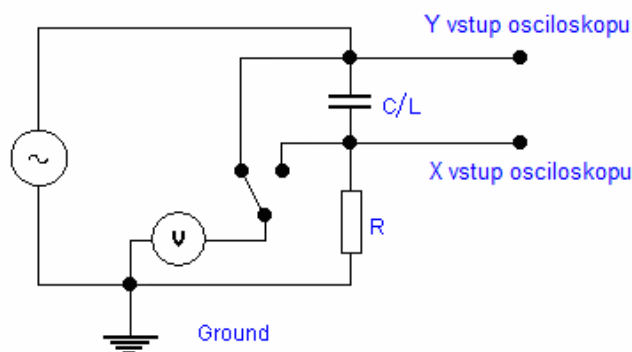 Y vstup osciloskopu
C/L
X vstup osciloskopu
R
V
Ground